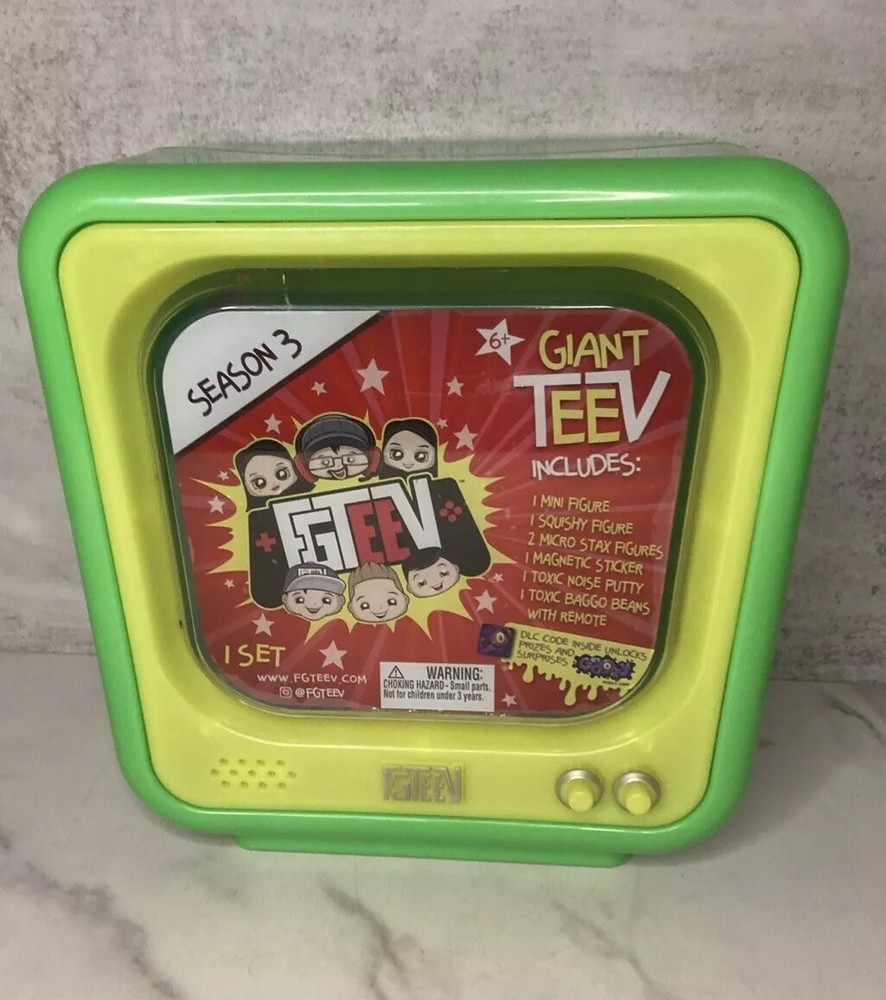 SEASON 3
6+
GIANT
TEEV
INCLUDES:
1 MINI FIGURE
1 SQUISHY FIGURE
2 MICRO STAX FIGURES
1 MAGNETIC STICKER
1 TOXIC NOISE PUTTY
1 TOXIC BAGGO BEANS
WITH REMOTE
FGTEEV
DLC CODE INSIDE UNLOCKS
PRIZES AND
SURPRISES
1 SET
WWW.FGTEEV.COM
@FGTEEV
WARNING:
CHOKING HAZARD - Small parts.
Not for children under 3 years.
FGTEEV